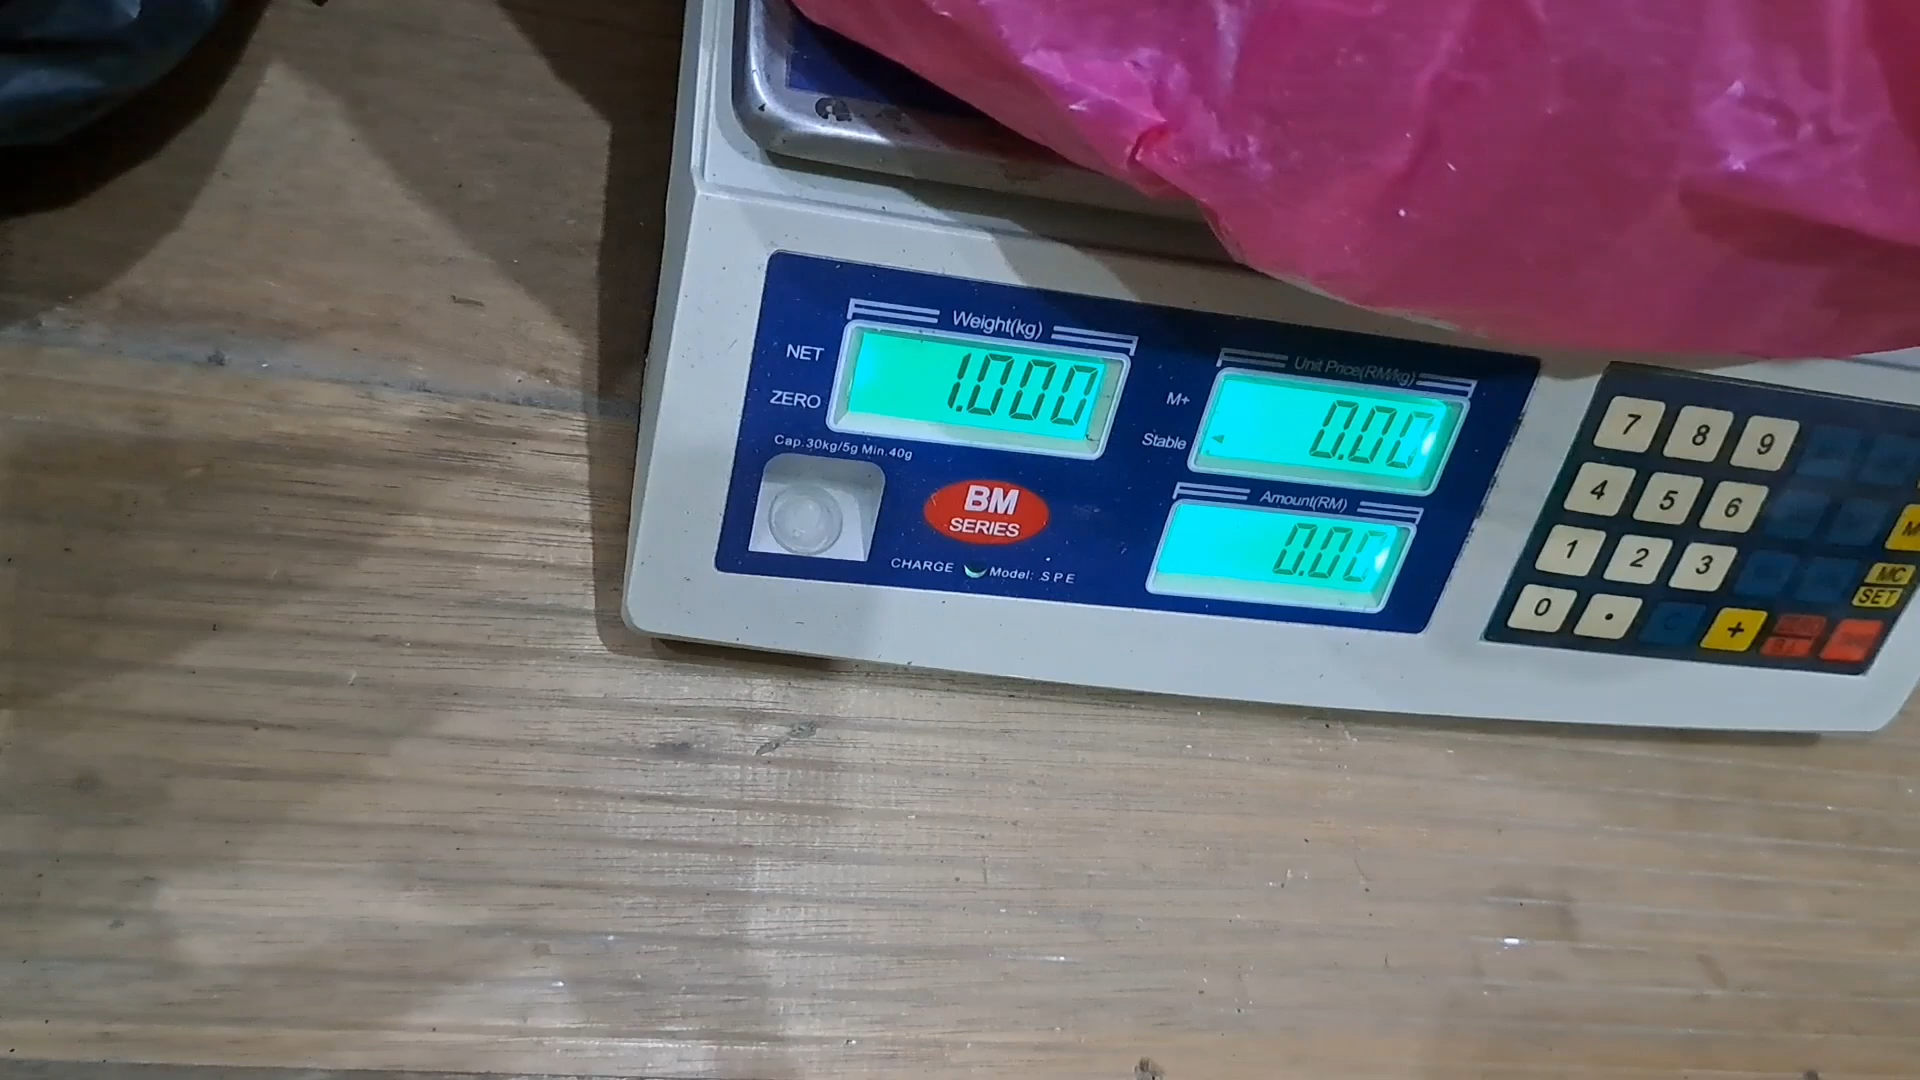 Weight(kg)
NET
ZERO
1.000
Cap.30kg/5g Min.40g
BM
SERIES
CHARGE Model: SPE
Unit Price(RM/kg)
M+
Stable
0.00
Amount(RM)
0.00
7 8 9
4 5 6
1 2 3 MC
SET
0 . C +